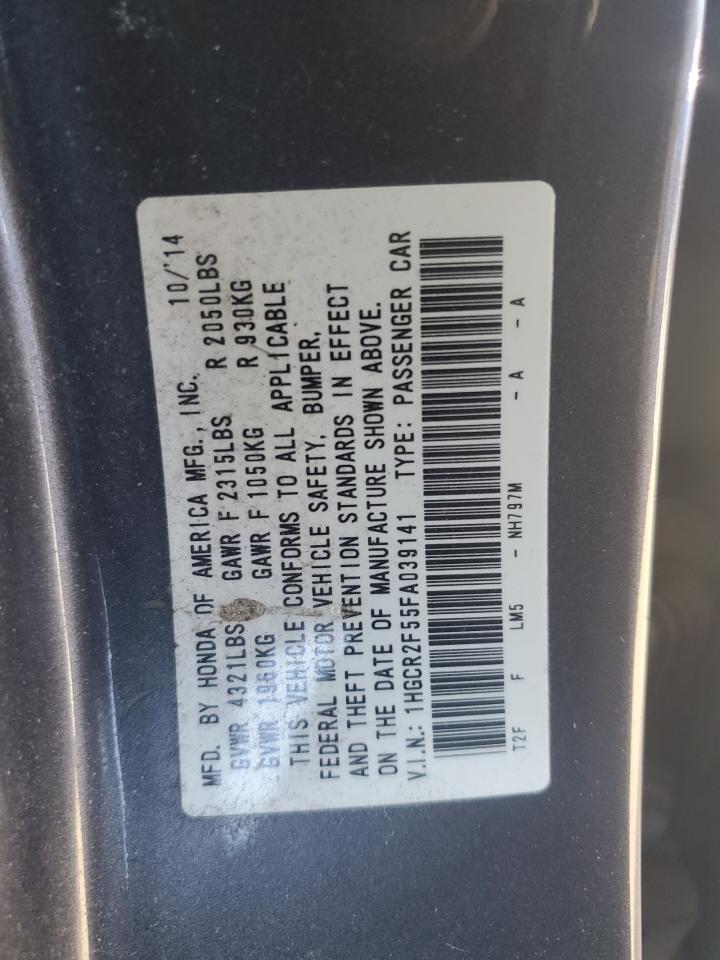 MFD. BY HONDA OF AMERICA MFG., INC. 10/'14
GVWR 4321LBS GAWR F 2315LBS R 2050LBS
GVWR 1960KG GAWR F 1050KG R 930KG
THIS VEHICLE CONFORMS TO ALL APPLICABLE
FEDERAL MOTOR VEHICLE SAFETY, BUMPER,
AND THEFT PREVENTION STANDARDS IN EFFECT
ON THE DATE OF MANUFACTURE SHOWN ABOVE.
V.I.N.: 1HGCR2F55FA039141 TYPE: PASSENGER CAR
T2F F LM5 - NH797M - A - A